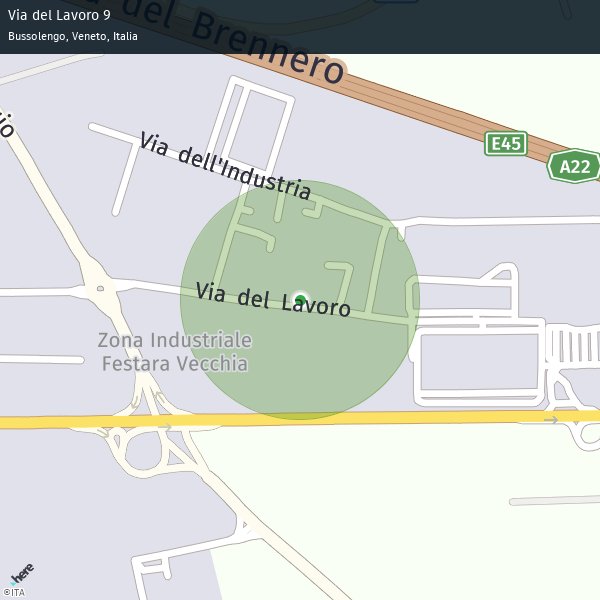 Via del Lavoro 9
Bussolengo, Veneto, Italia
del Brennero
E45
A22
Via dell'Industria
Via del Lavoro
Zona Industriale
Festara Vecchia
here
©ITA